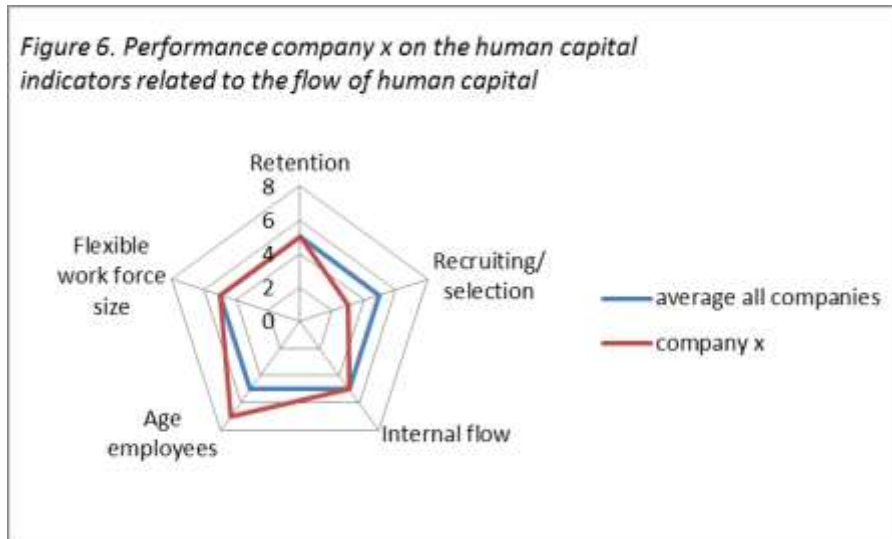 Figure 6. Performance company x on the human capital
indicators related to the flow of human capital
Retention
8
6
4
2
0
Recruiting/
selection
Internal flow
Age
employees
Flexible
work force
size
average all companies
company x